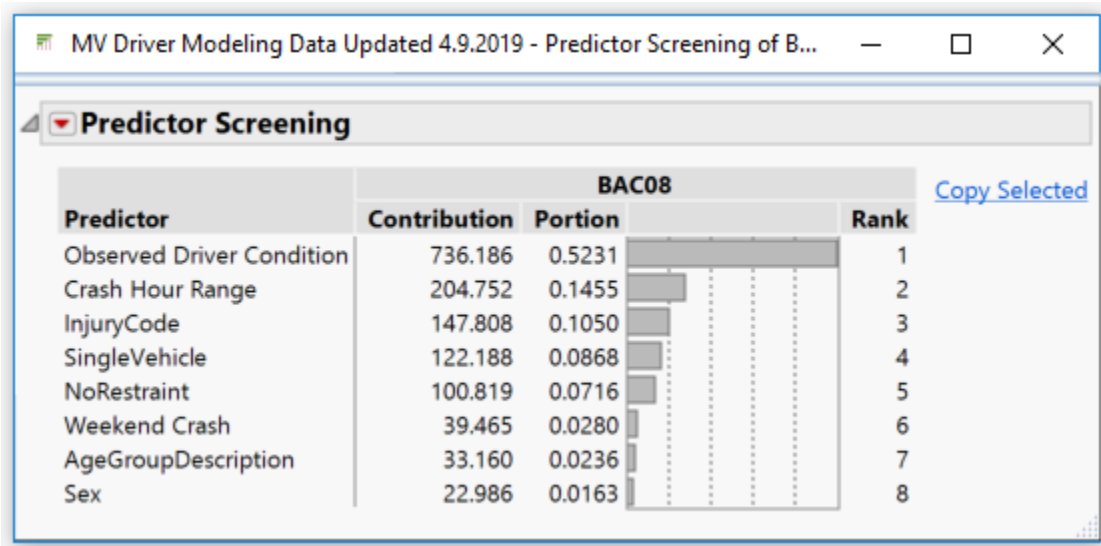 MV Driver Modeling Data Updated 4.9.2019 - Predictor Screening of B...
Predictor Screening
BAC08
Copy Selected
Predictor Contribution Portion Rank
Observed Driver Condition 736.186 0.5231 1
Crash Hour Range 204.752 0.1455 2
InjuryCode 147.808 0.1050 3
SingleVehicle 122.188 0.0868 4
NoRestraint 100.819 0.0716 5
Weekend Crash 39.465 0.0280 6
AgeGroupDescription 33.160 0.0236 7
Sex 22.986 0.0163 8